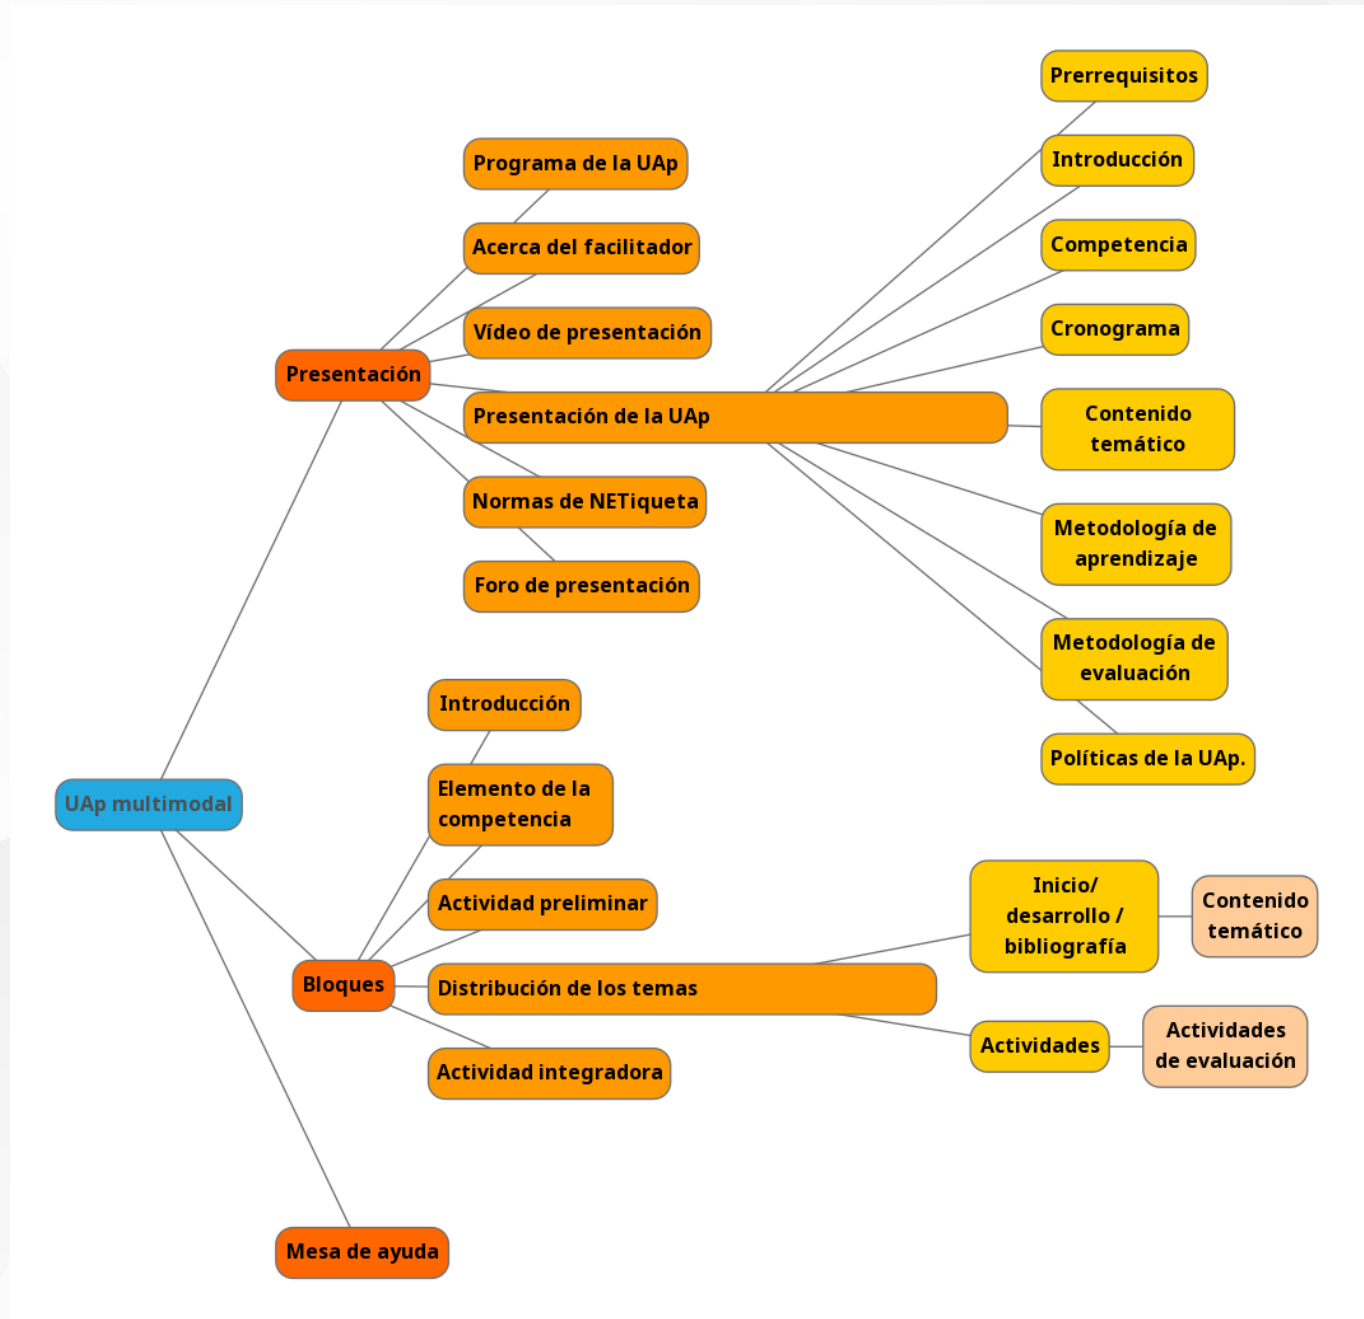 UAp multimodal
Presentación
Programa de la UAp
Acerca del facilitador
Vídeo de presentación
Presentación de la UAp
Prerrequisitos
Introducción
Competencia
Cronograma
Contenido
temático
Metodología de
aprendizaje
Metodología de
evaluación
Políticas de la UAp.
Normas de NETiqueta
Foro de presentación
Bloques
Introducción
Elemento de la
competencia
Actividad preliminar
Distribución de los temas
Inicio/
desarrollo /
bibliografía
Contenido
temático
Actividades
Actividades
de evaluación
Actividad integradora
Mesa de ayuda